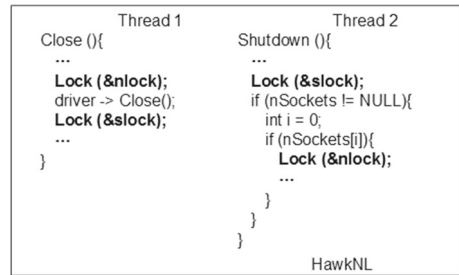 Thread 1
Close (){
...
Lock (&nlock);
driver -> Close();
Lock (&slock);
...
}
Thread 2
Shutdown (){
...
Lock (&slock);
if (nSockets != NULL){
int i = 0;
if (nSockets[i]){
Lock (&nlock);
...
}
}
}
HawkNL